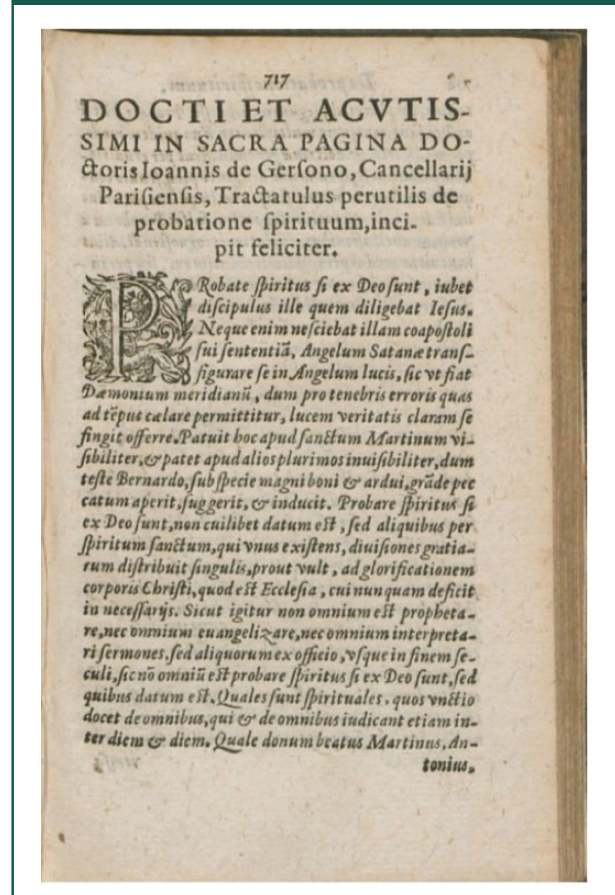 717
DOCTI ET ACVTIS-
SIMI IN SACRA PAGINA DO-
ctoris Ioannis de Gersono, Cancellarij
Parisiensis, Tractatulus perutilis de
probatione spirituum, inci-
pit feliciter.
PRobate spiritus si ex Deo sunt, iubet
discipulus ille quem diligebat Iesus.
Neque enim nesciebat illam coapostoli
sui sententiā, Angelum Satanæ trans-
figurare se in Angelum lucis, sic vt fiat
Dæmonium meridianū, dum pro tenebris erroris quas
ad tēpus cælare permittitur, lucem veritatis claram se
fingit offerre. Patuit hoc apud sanctum Martinum vi-
sibiliter, & patet apud alios plurimos inuisibiliter, dum
teste Bernardo, sub specie magni boni & ardui, grāde pec
catum aperit, suggerit, & inducit. Probare spiritus si
ex Deo sunt, non cuilibet datum est, sed aliquibus per
spiritum sanctum, qui vnus existens, diuisiones gratia-
rum distribuit singulis, prout vult, ad glorificationem
corporis Christi, quod est Ecclesia, cui nunquam deficit
in necessarijs. Sicut igitur non omnium est propheta-
re, nec omnium euangelizare, nec omnium interpreta-
ri sermones. sed aliquorum ex officio, vsque in finem se-
culi, sic nō omniū est probare spiritus si ex Deo sunt, sed
quibus datum est. Quales sunt spirituales. quos vnctio
docet de omnibus, qui & de omnibus iudicant etiam in-
ter diem & diem. Quale donum beatus Martinus, An-
tonius,